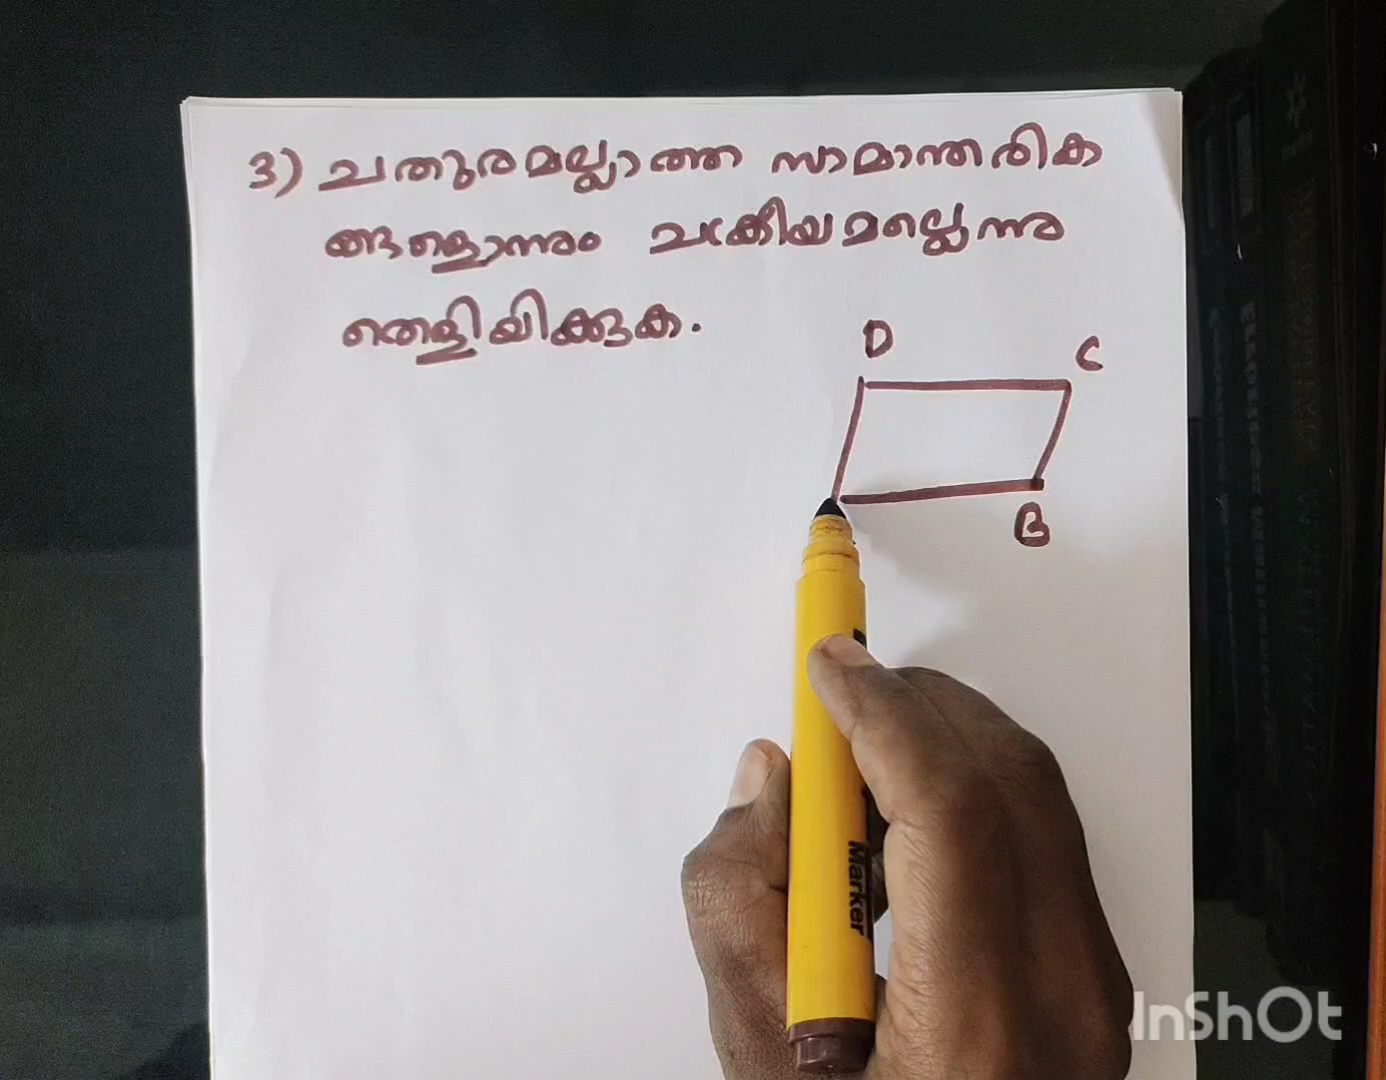 3) ചതുരമല്ലാത്ത സാമാന്തരിക
ങ്ങളൊന്നും ചക്രീയമല്ലെന്നു
തെളിയിക്കുക.
D
C
B
Marker
InShOt